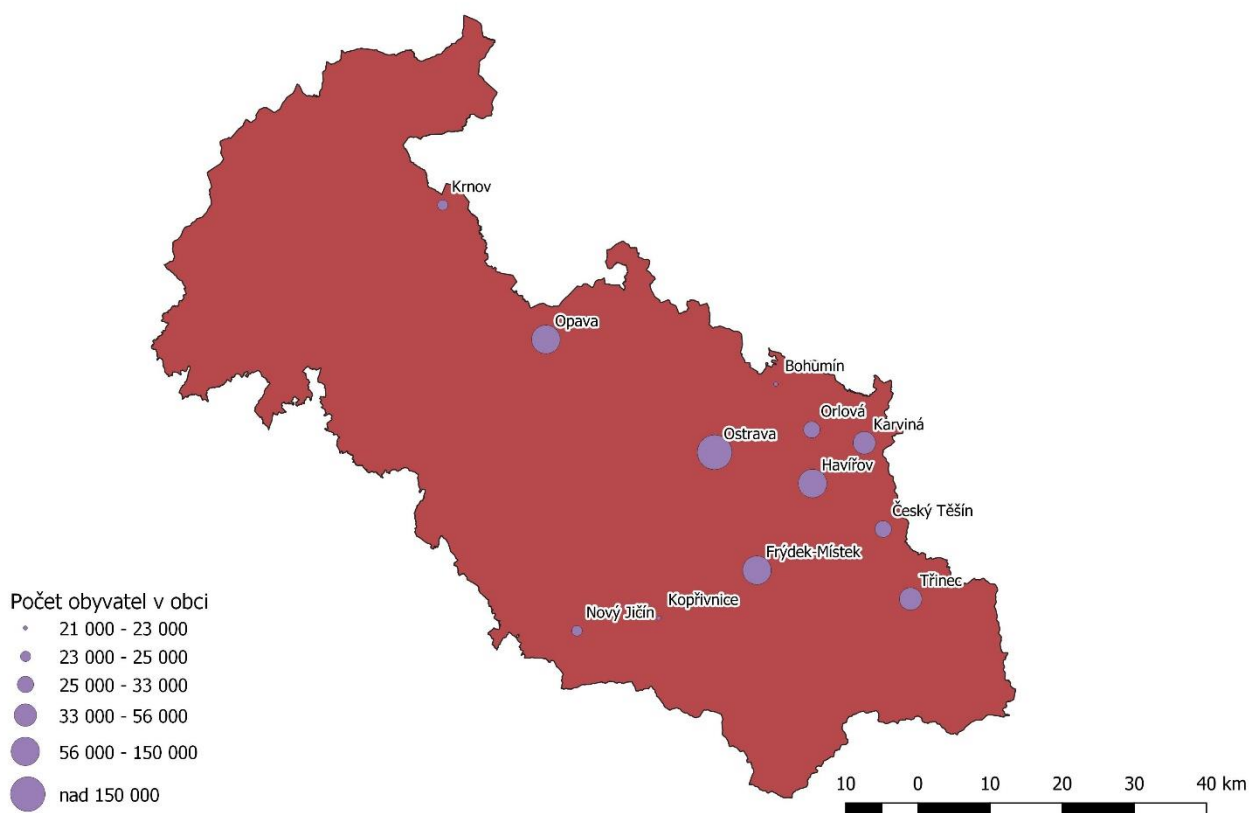 Krnov
Opava
Bohumín
Orlová
Karviná
Ostrava
Havířov
Český Těšín
Frýdek-Místek
Třinec
Kopřivnice
Nový Jičín
Počet obyvatel v obci
21 000 - 23 000
23 000 - 25 000
25 000 - 33 000
33 000 - 56 000
56 000 - 150 000
nad 150 000
10 0 10 20 30 40 km